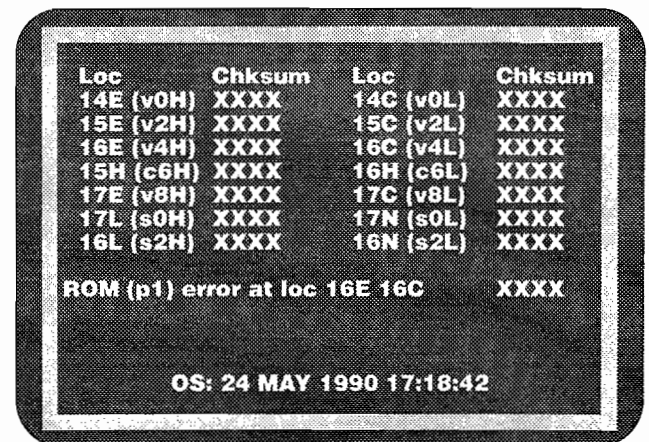 Loc Chksum Loc Chksum
14E (v0H) XXXX 14C (v0L) XXXX
15E (v2H) XXXX 15C (v2L) XXXX
16E (v4H) XXXX 16C (v4L) XXXX
15H (c6H) XXXX 16H (c6L) XXXX
17E (v8H) XXXX 17C (v8L) XXXX
17L (s0H) XXXX 17N (s0L) XXXX
16L (s2H) XXXX 16N (s2L) XXXX
ROM (p1) error at loc 16E 16C XXXX
OS: 24 MAY 1990 17:18:42